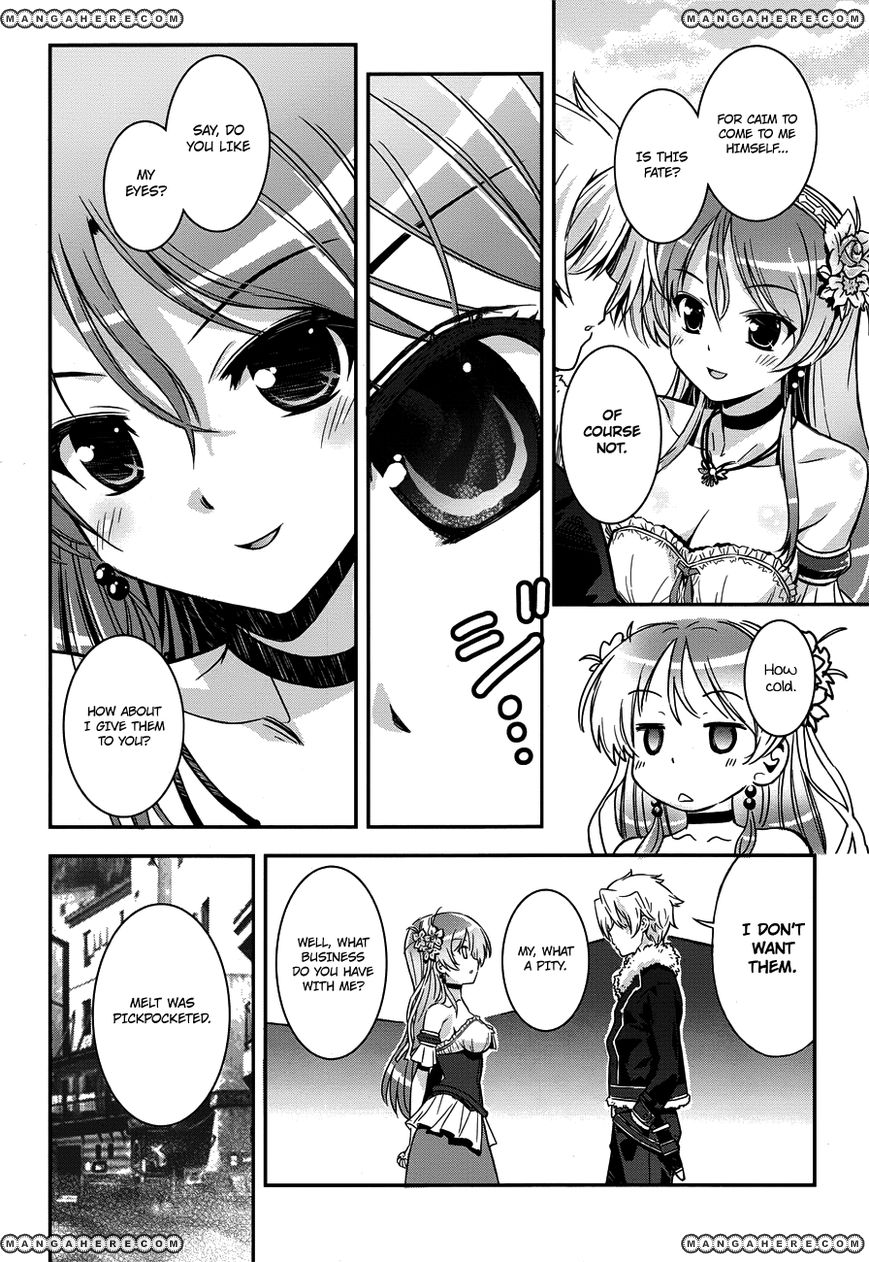 MANGAHERE.COM
MANGAHERE.COM
FOR CAIM TO
COME TO ME
HIMSELF...
IS THIS
FATE?
OF
COURSE
NOT.
How
cold.
SAY, DO
YOU LIKE
MY
EYES?
HOW ABOUT
I GIVE THEM
TO YOU?
I DON'T
WANT
THEM.
MY, WHAT
A PITY.
WELL, WHAT
BUSINESS
DO YOU HAVE
WITH ME?
MELT WAS
PICKPOCKETED.
MANGAHERE.COM
MANGAHERE.COM